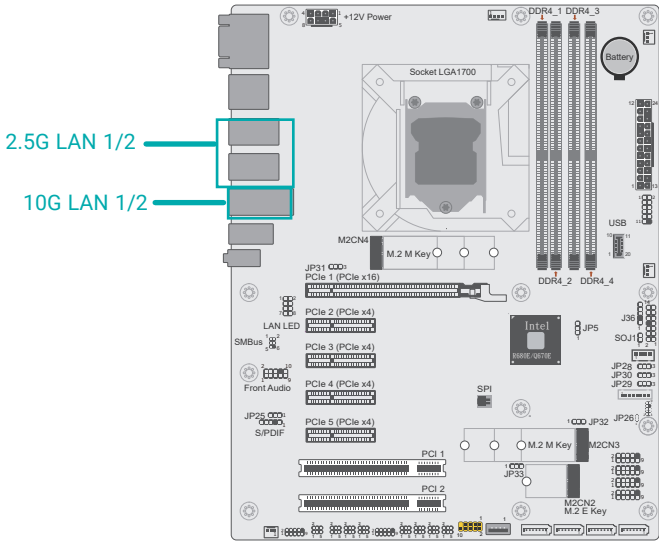 +12V Power
DDR4_1
DDR4_3
Battery
Socket LGA1700
2.5G LAN 1/2
10G LAN 1/2
USB
M2CN4
M.2 M Key
JP31
PCIe 1 (PCIe x16)
DDR4_2
DDR4_4
PCIe 2 (PCIe x4)
LAN LED
J36
JP5
Intel
R680E/Q670E
SMBus
SOJ1
PCIe 3 (PCIe x4)
JP28
JP30
JP29
PCIe 4 (PCIe x4)
Front Audio
SPI
JP25
S/PDIF
PCIe 5 (PCIe x4)
JP32
JP26
M.2 M Key
M2CN3
PCI 1
JP33
PCI 2
M2CN2
M.2 E Key